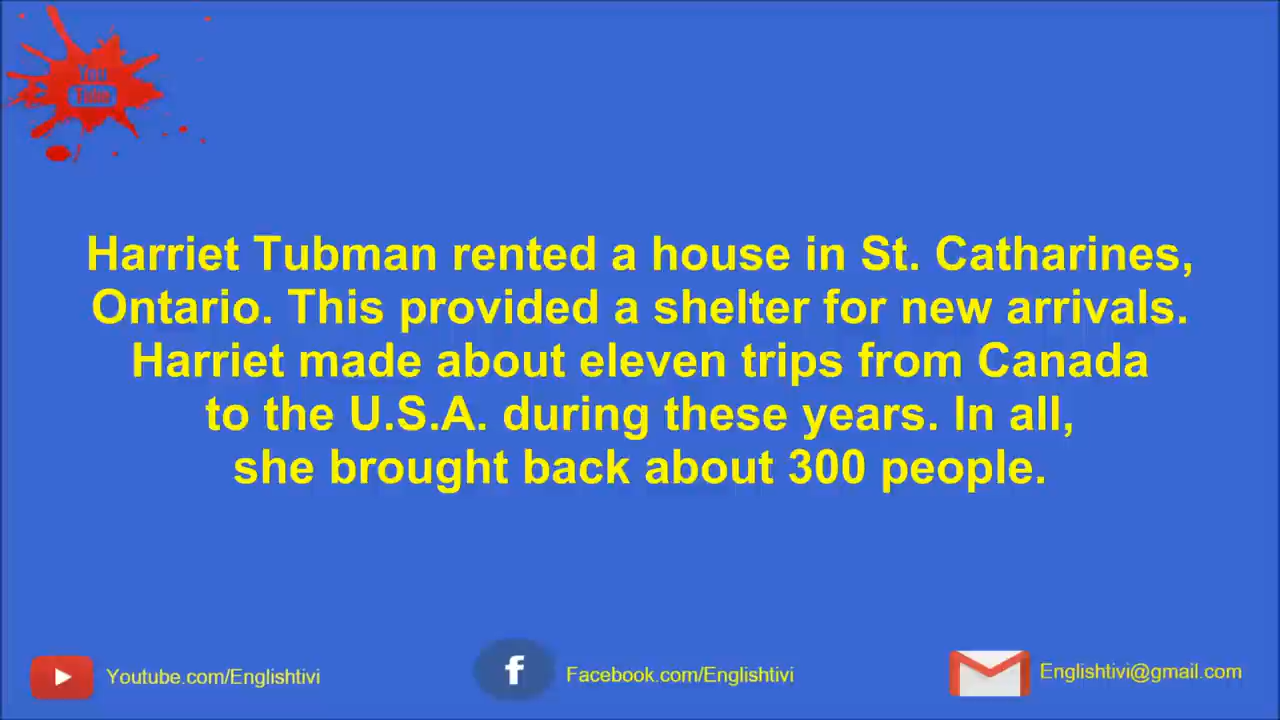 You
Tube
Harriet Tubman rented a house in St. Catharines,
Ontario. This provided a shelter for new arrivals.
Harriet made about eleven trips from Canada
to the U.S.A. during these years. In all,
she brought back about 300 people.
Youtube.com/Englishtivi
f
Facebook.com/Englishtivi
Englishtivi@gmail.com